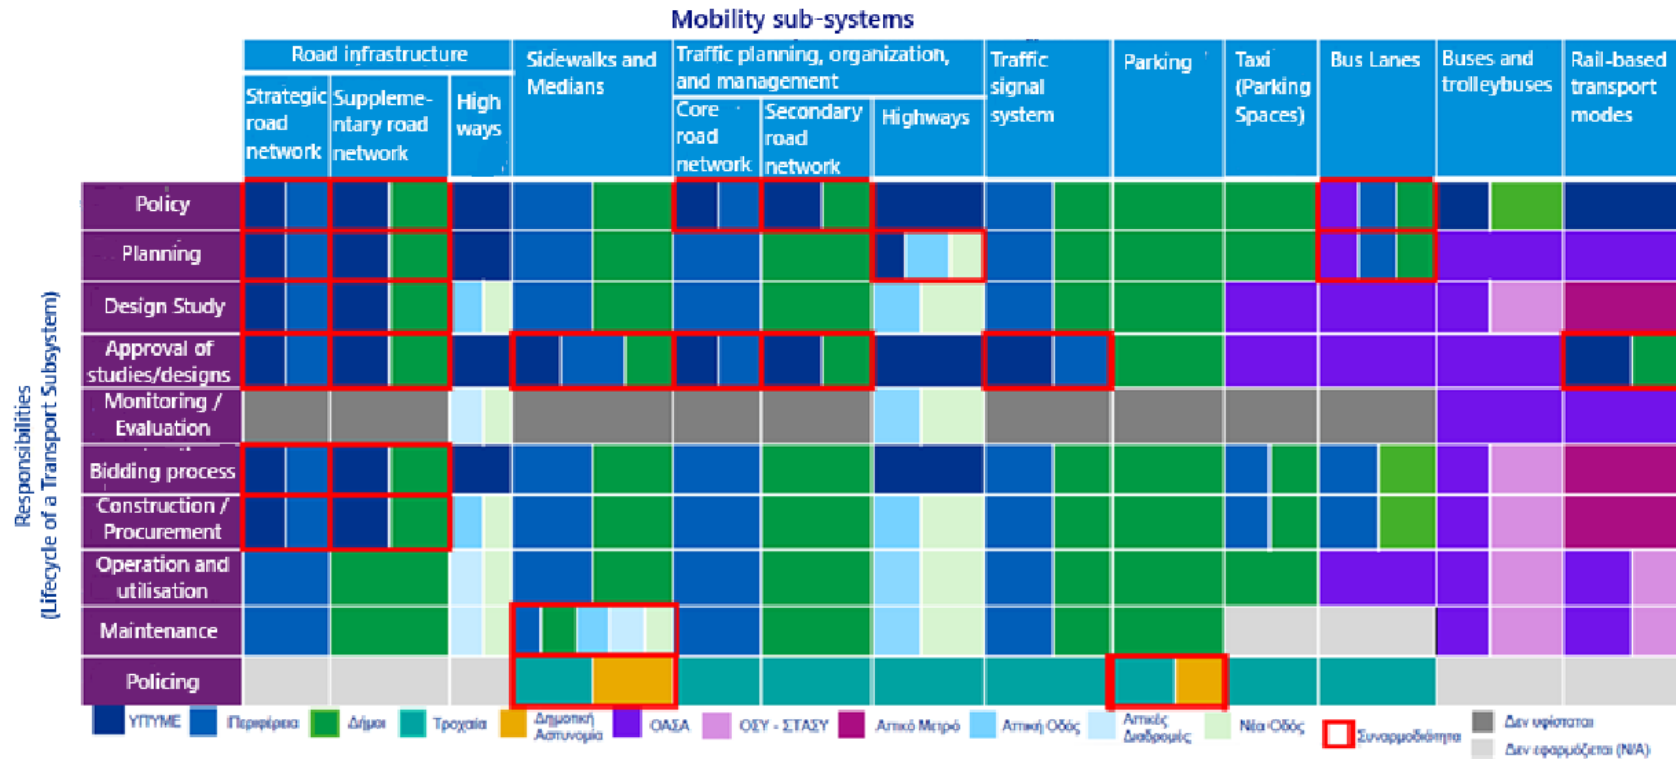 Mobility sub-systems
Road infrastructure
Sidewalks and
Medians
Traffic planning, organization,
and management
Traffic
signal
system
Parking
Taxi
(Parking
Spaces)
Bus Lanes
Buses and
trolleybuses
Rail-based
transport
modes
Strategic
road
network
Suppleme-
ntary road
network
High
ways
Core
road
network
Secondary
road
network
Highways
Responsibilities
(Lifecycle of a Transport Subsystem)
Policy
Planning
Design Study
Approval of
studies/designs
Monitoring /
Evaluation
Bidding process
Construction /
Procurement
Operation and
utilisation
Maintenance
Policing
ΥΠΥΜΕ
Περιφέρεια
Δήμοι
Τροχαία
Δημοτική
Αστυνομία
ΟΑΣΑ
ΟΣΥ - ΣΤΑΣΥ
Αττικό Μετρό
Αττική Οδός
Αττικές
Διαδρομές
Νέα Οδός
Συναρμοδιότητα
Δεν υφίσταται
Δεν εφαρμόζεται (N/A)